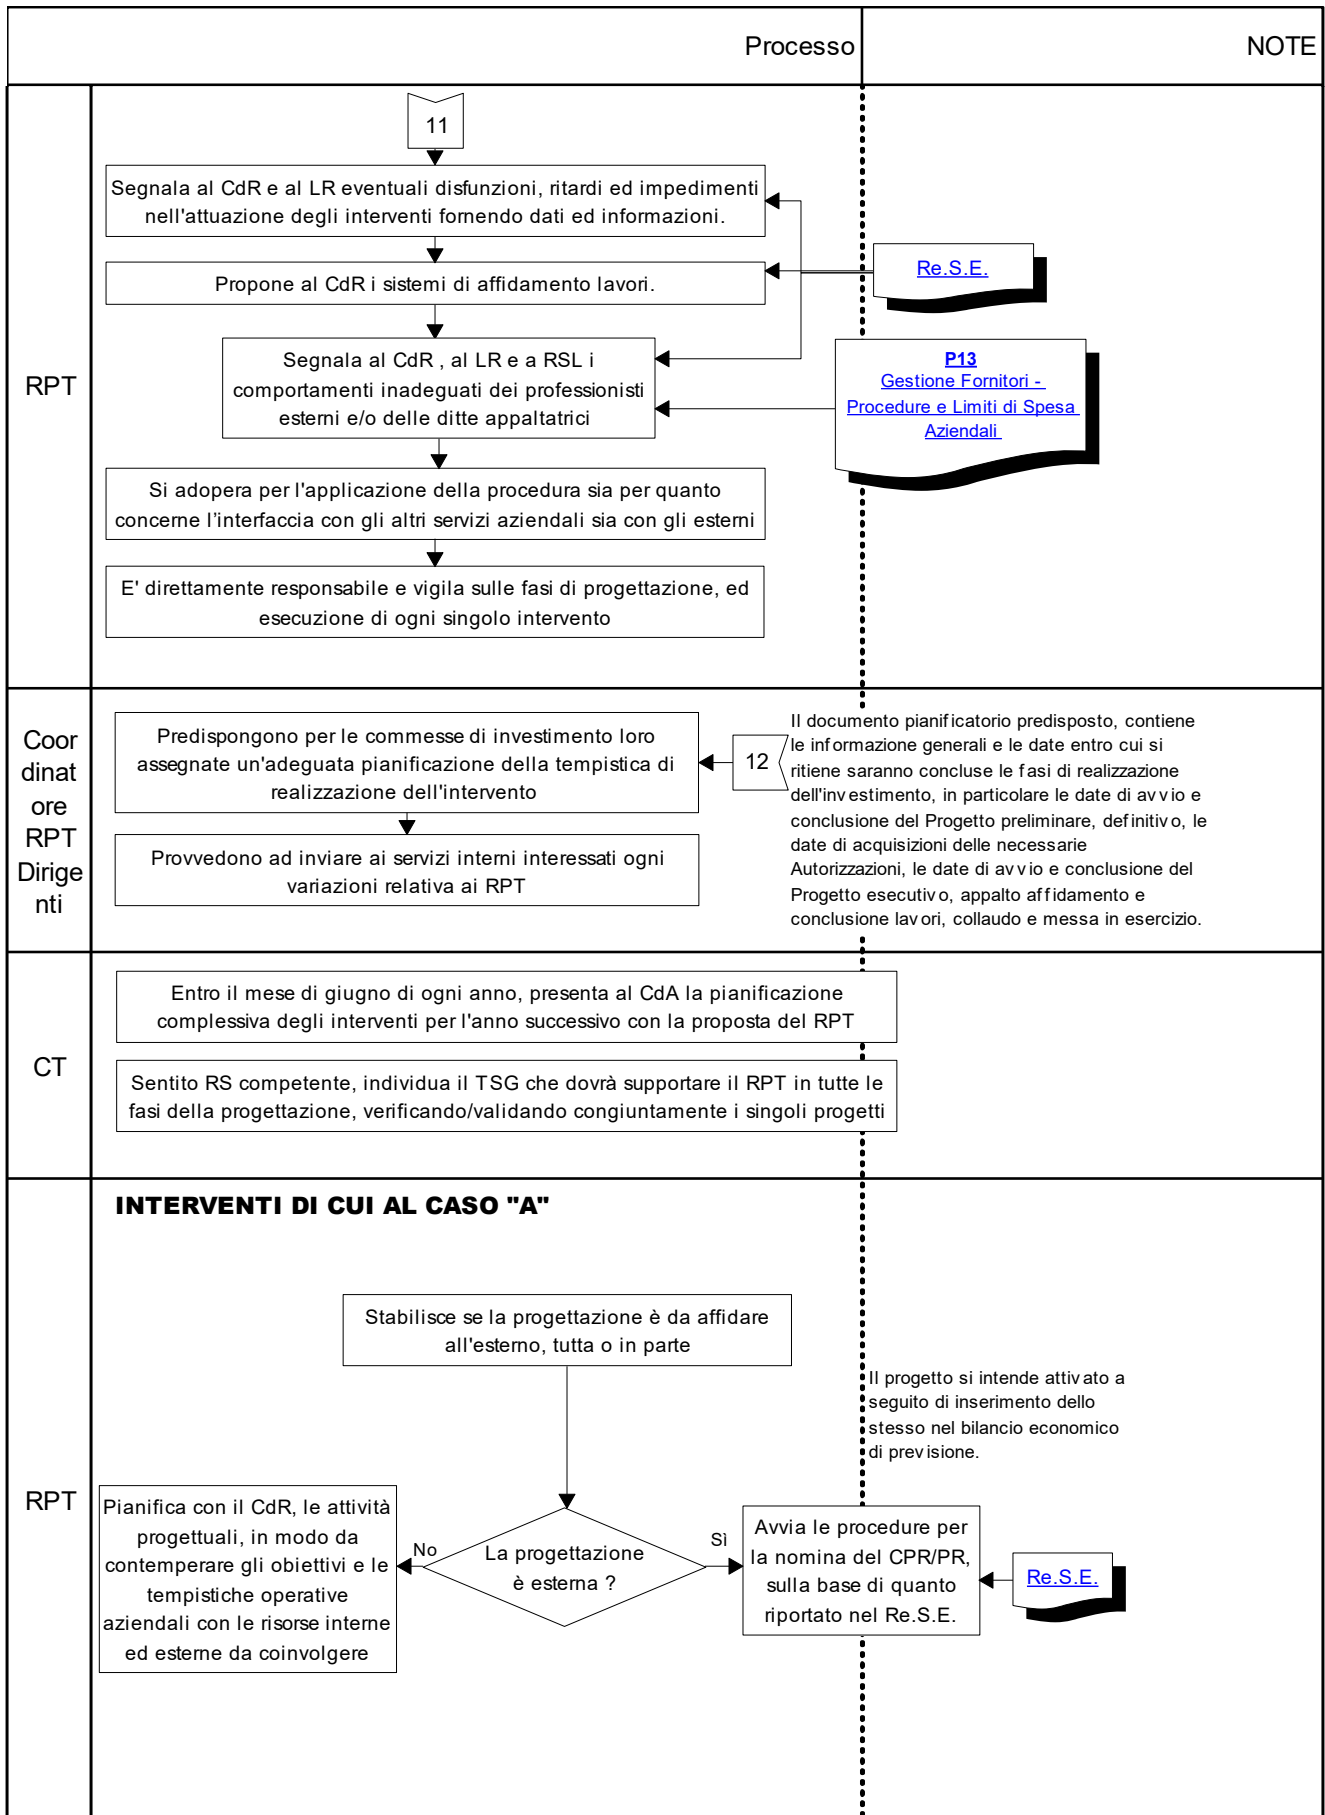 Processo
NOTE
RPT
11
Segnala al CdR e al LR eventuali disfunzioni, ritardi ed impedimenti
nell'attuazione degli interventi fornendo dati ed informazioni.
Propone al CdR i sistemi di affidamento lavori.
Re.S.E.
Segnala al CdR , al LR e a RSL i
comportamenti inadeguati dei professionisti
esterni e/o delle ditte appaltatrici
P13
Gestione Fornitori -
Procedure e Limiti di Spesa
Aziendali
Si adopera per l'applicazione della procedura sia per quanto
concerne l'interfaccia con gli altri servizi aziendali sia con gli esterni
E' direttamente responsabile e vigila sulle fasi di progettazione, ed
esecuzione di ogni singolo intervento
Coor
dinat
ore
RPT
Dirige
nti
Predispongono per le commesse di investimento loro
assegnate un'adeguata pianificazione della tempistica di
realizzazione dell'intervento
12
Provvedono ad inviare ai servizi interni interessati ogni
variazioni relativa ai RPT
Il documento pianificatorio predisposto, contiene
le informazione generali e le date entro cui si
ritiene saranno concluse le fasi di realizzazione
dell'investimento, in particolare le date di avvio e
conclusione del Progetto preliminare, definitivo, le
date di acquisizioni delle necessarie
Autorizzazioni, le date di avvio e conclusione del
Progetto esecutivo, appalto affidamento e
conclusione lavori, collaudo e messa in esercizio.
CT
Entro il mese di giugno di ogni anno, presenta al CdA la pianificazione
complessiva degli interventi per l'anno successivo con la proposta del RPT
Sentito RS competente, individua il TSG che dovrà supportare il RPT in tutte le
fasi della progettazione, verificando/validando congiuntamente i singoli progetti
RPT
INTERVENTI DI CUI AL CASO "A"
Stabilisce se la progettazione è da affidare
all'esterno, tutta o in parte
Il progetto si intende attivato a
seguito di inserimento dello
stesso nel bilancio economico
di previsione.
Pianifica con il CdR, le attività
progettuali, in modo da
contemperare gli obiettivi e le
tempistiche operative
aziendali con le risorse interne
ed esterne da coinvolgere
No
La progettazione
è esterna ?
Sì
Avvia le procedure per
la nomina del CPR/PR,
sulla base di quanto
riportato nel Re.S.E.
Re.S.E.